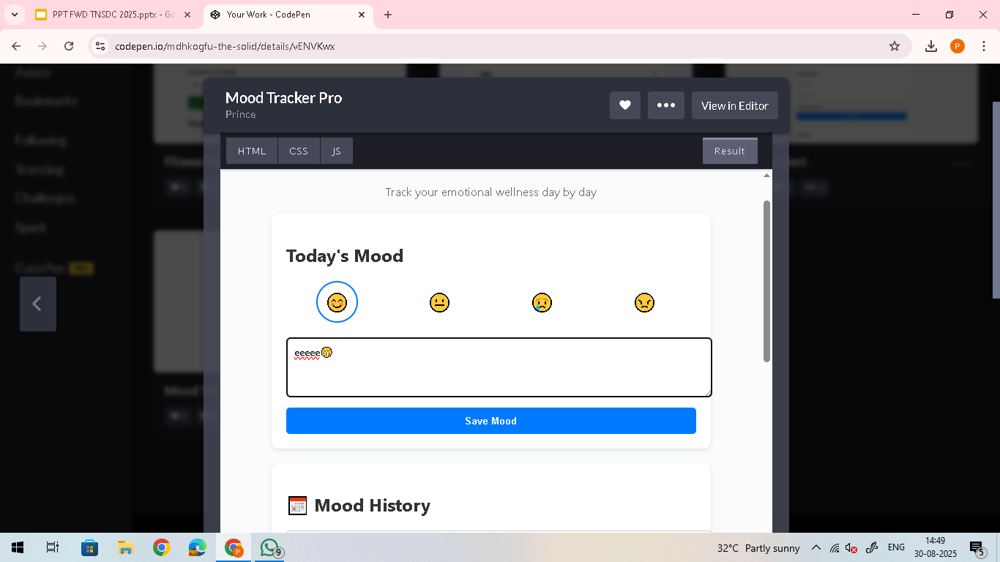 PPT FWD TNSDC 2025.pptx - Go
Your Work - CodePen
codepen.io/mdhkogfu-the-solid/details/vENVKwx
P
Assets
Bookmarks
Following
Trending
Challenges
Spark
CodePen PRO
Mood Tracker Pro
Prince
View in Editor
HTML
CSS
JS
Result
Track your emotional wellness day by day
Today's Mood
eeeee🤭
Save Mood
Mood History
P
9
32°C Partly sunny
ENG
14:49
30-08-2025
5